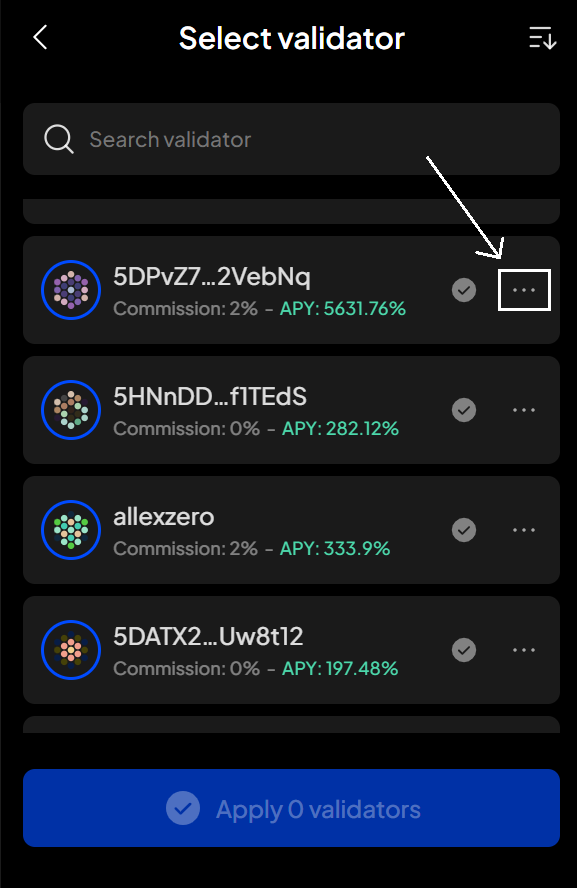 Select validator
Search validator
5DPvZ7...2VebNq
Commission: 2% - APY: 5631.76%
5HNnDD...f1TEdS
Commission: 0% - APY: 282.12%
allexzero
Commission: 2% - APY: 333.9%
5DATX2...Uw8t12
Commission: 0% - APY: 197.48%
Apply 0 validators